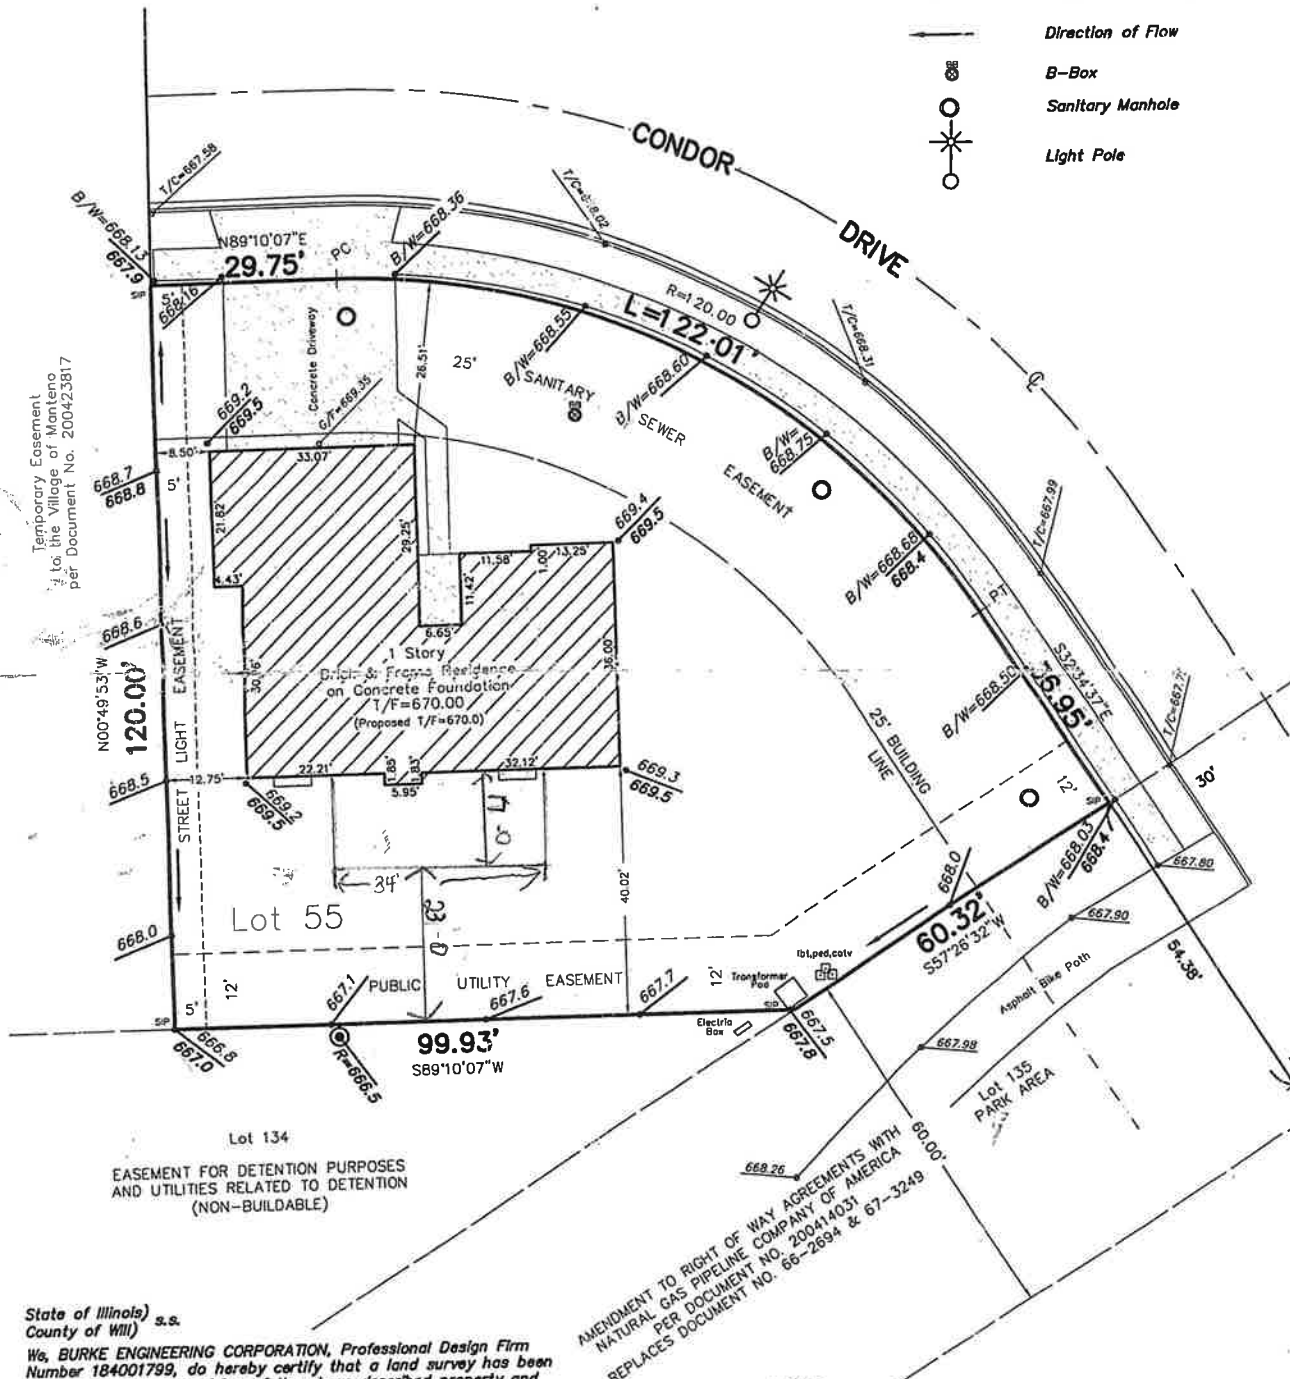 Direction of Flow
B-Box
Sanitary Manhole
Light Pole
CONDOR
DRIVE
T/C=667.58
B/W=668.13
667.9
N89°10'07"E
29.75'
PC
B/W=668.36
SIP
5'
668.16
R=120.00
L=122.01'
T/C=668.31
Concrete Driveway
26.51'
25'
SANITARY
SEWER
EASEMENT
B/W=668.55
B/W=668.60
B/W=
668.75
Temporary Easement
to the Village of Manteno
per Document No. 200423817
669.2
669.5
G/F=669.35
8.50'
33.07'
668.7
668.8
5'
21.82'
29.25'
669.4
669.5
T/C=667.99
B/W=668.68
668.4
P.T.
4.43'
11.58'
1.00'
13.25'
11.42'
6.65'
36.00'
668.6
1 Story
Brick & Frame Residence
on Concrete Foundation
T/F=670.00
(Proposed T/F=670.0)
N00°49'53"W
120.00'
STREET LIGHT EASEMENT
S32°34'37"E
B/W=668.50
25' BUILDING
LINE
12'
30'
668.5
12.75'
22.21'
1.85'
5.95'
1.83'
32.12'
669.2
669.5
669.3
669.5
SIP
B/W=668.03
668.47
667.80
34'
23-0
40.02'
Lot 55
668.0
668.0
60.32'
S57°26'32"W
667.90
54.38'
5'
12'
667.1
PUBLIC UTILITY EASEMENT
667.6
667.7
12'
Transformer
Pad
tbt,ped,catv
SIP
Electric
Box
667.5
667.8
Asphalt Bike Path
667.98
SIP
666.8
667.0
R=666.5
99.93'
S89°10'07"W
Lot 135
PARK AREA
Lot 134
EASEMENT FOR DETENTION PURPOSES
AND UTILITIES RELATED TO DETENTION
(NON-BUILDABLE)
668.26
60.00'
AMENDMENT TO RIGHT OF WAY AGREEMENTS WITH
NATURAL GAS PIPELINE COMPANY OF AMERICA
PER DOCUMENT NO. 200414031
REPLACES DOCUMENT NO. 66-2694 & 67-3249
State of Illinois) s.s.
County of Will)
We, BURKE ENGINEERING CORPORATION, Professional Design Firm
Number 184001799, do hereby certify that a land survey has been